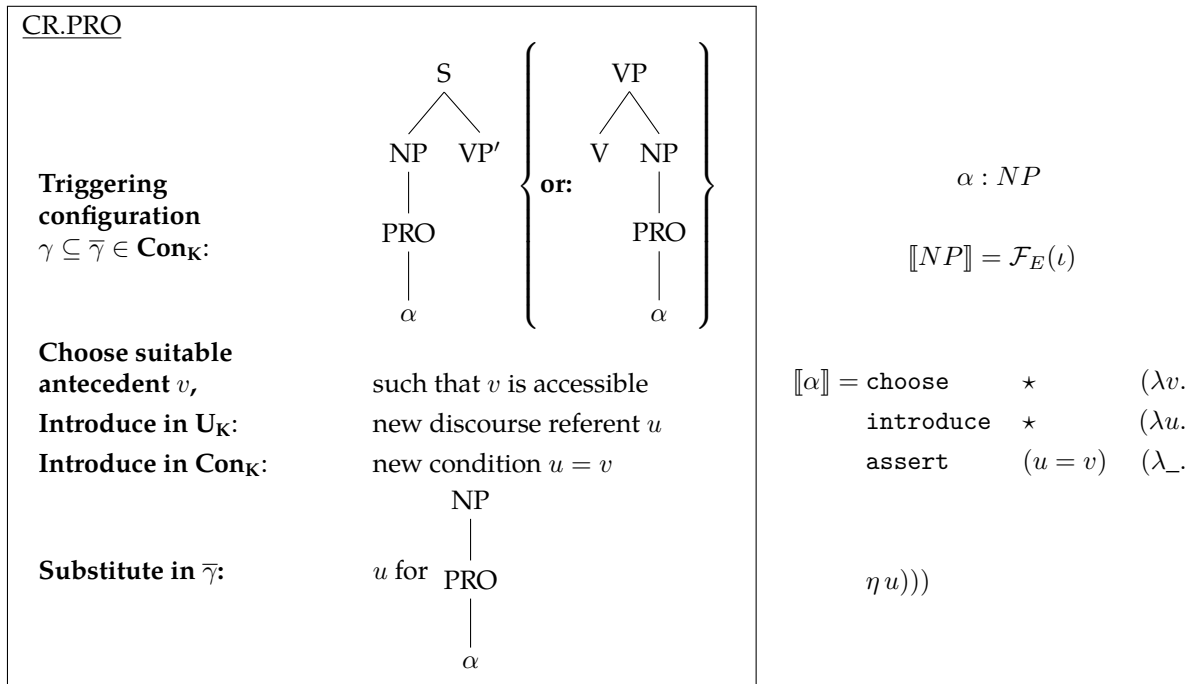 CR.PRO
S VP
NP VP′ V NP
Triggering configuration γ ⊆ γ̅ ∈ Con_K: PRO { or: PRO }
α α
α : NP
⟦NP⟧ = ℱ_E(ι)
Choose suitable
antecedent v, such that v is accessible ⟦α⟧ = choose ⋆ (λv.
Introduce in U_K: new discourse referent u introduce ⋆ (λu.
Introduce in Con_K: new condition u = v assert (u = v) (λ_.
NP
Substitute in γ̅: u for PRO η u)))
α